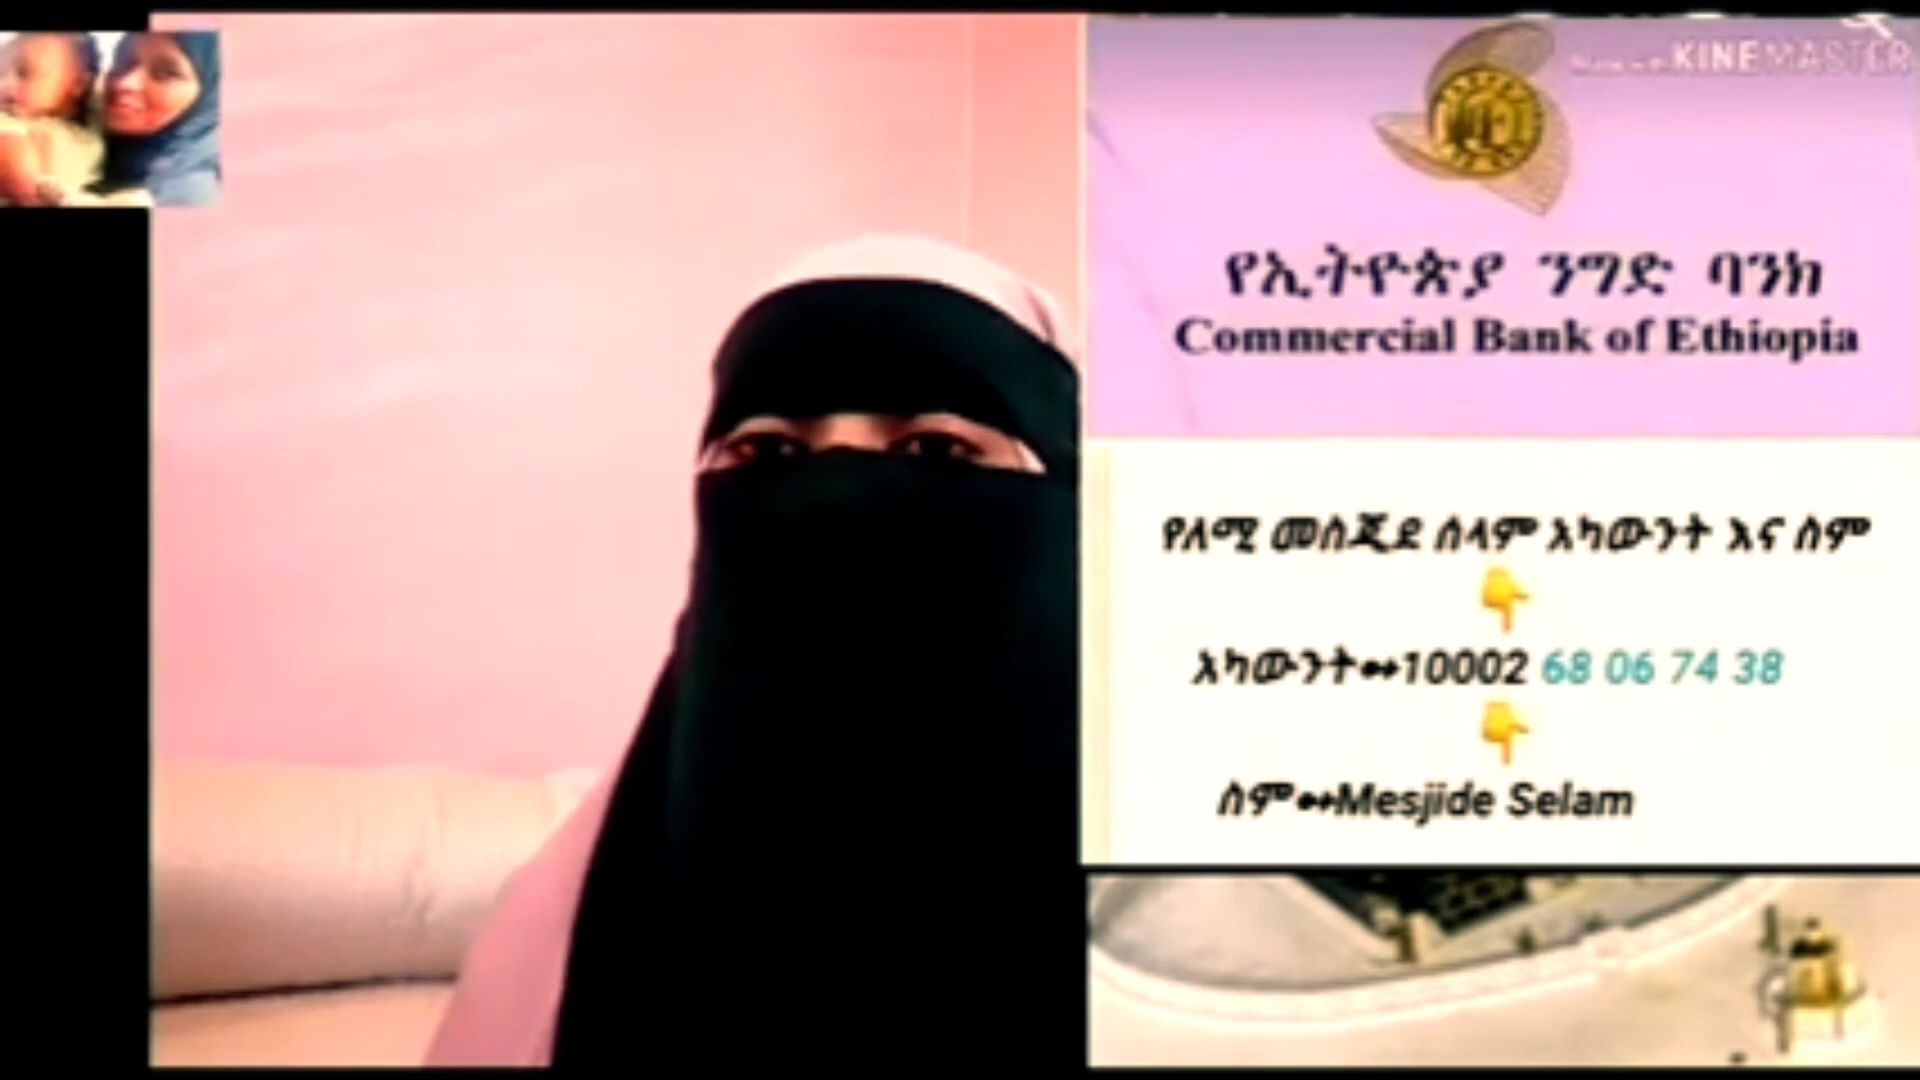 KINEMASTER
የኢትዮጵያ ንግድ ባንክ
Commercial Bank of Ethiopia
የለሚ መስጂደ ሰላም አካውንት እና ስም
👇
አካውንት➻10002 68 06 74 38
👇
ስም➻Mesjide Selam